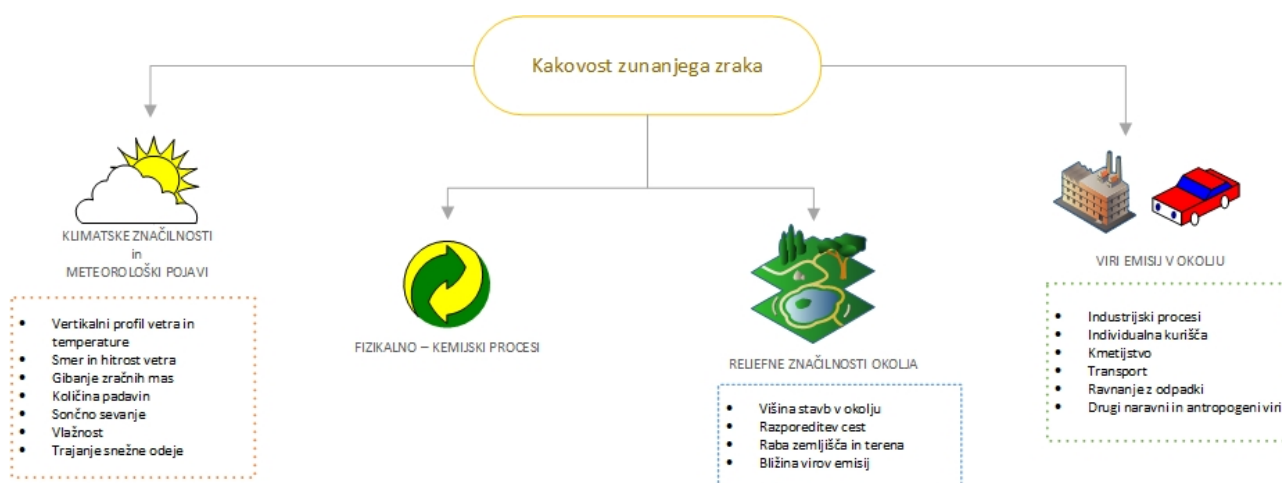 Kakovost zunanjega zraka
KLIMATSKE ZNAČILNOSTI
in
METEOROLOŠKI POJAVI
• Vertikalni profil vetra in
temperature
• Smer in hitrost vetra
• Gibanje zračnih mas
• Količina padavin
• Sončno sevanje
• Vlažnost
• Trajanje snežne odeje
FIZIKALNO – KEMIJSKI PROCESI
RELIEFNE ZNAČILNOSTI OKOLJA
• Višina stavb v okolju
• Razporeditev cest
• Raba zemljišča in terena
• Bližina virov emisij
VIRI EMISIJ V OKOLJU
• Industrijski procesi
• Individualna kurišča
• Kmetijstvo
• Transport
• Ravnanje z odpadki
• Drugi naravni in antropogeni viri